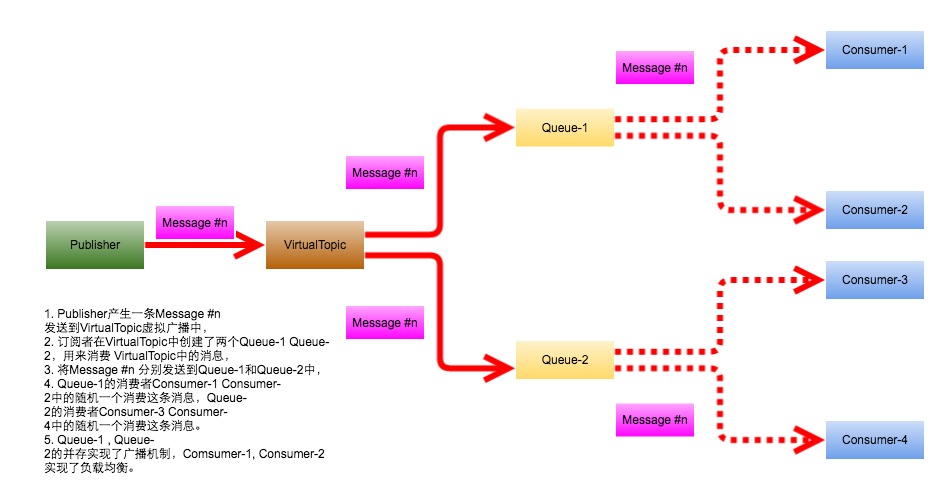 Consumer-1
Message #n
Queue-1
Message #n
Consumer-2
Message #n
Publisher
VirtualTopic
Consumer-3
Message #n
Queue-2
Message #n
Consumer-4
1. Publisher产生一条Message #n
发送到VirtualTopic虚拟广播中，
2. 订阅者在VirtualTopic中创建了两个Queue-1 Queue-
2，用来消费 VirtualTopic中的消息，
3. 将Message #n 分别发送到Queue-1和Queue-2中，
4. Queue-1的消费者Consumer-1 Consumer-
2中的随机一个消费这条消息，Queue-
2的消费者Consumer-3 Consumer-
4中的随机一个消费这条消息。
5. Queue-1 , Queue-
2的并存实现了广播机制，Comsumer-1, Consumer-2
实现了负载均衡。